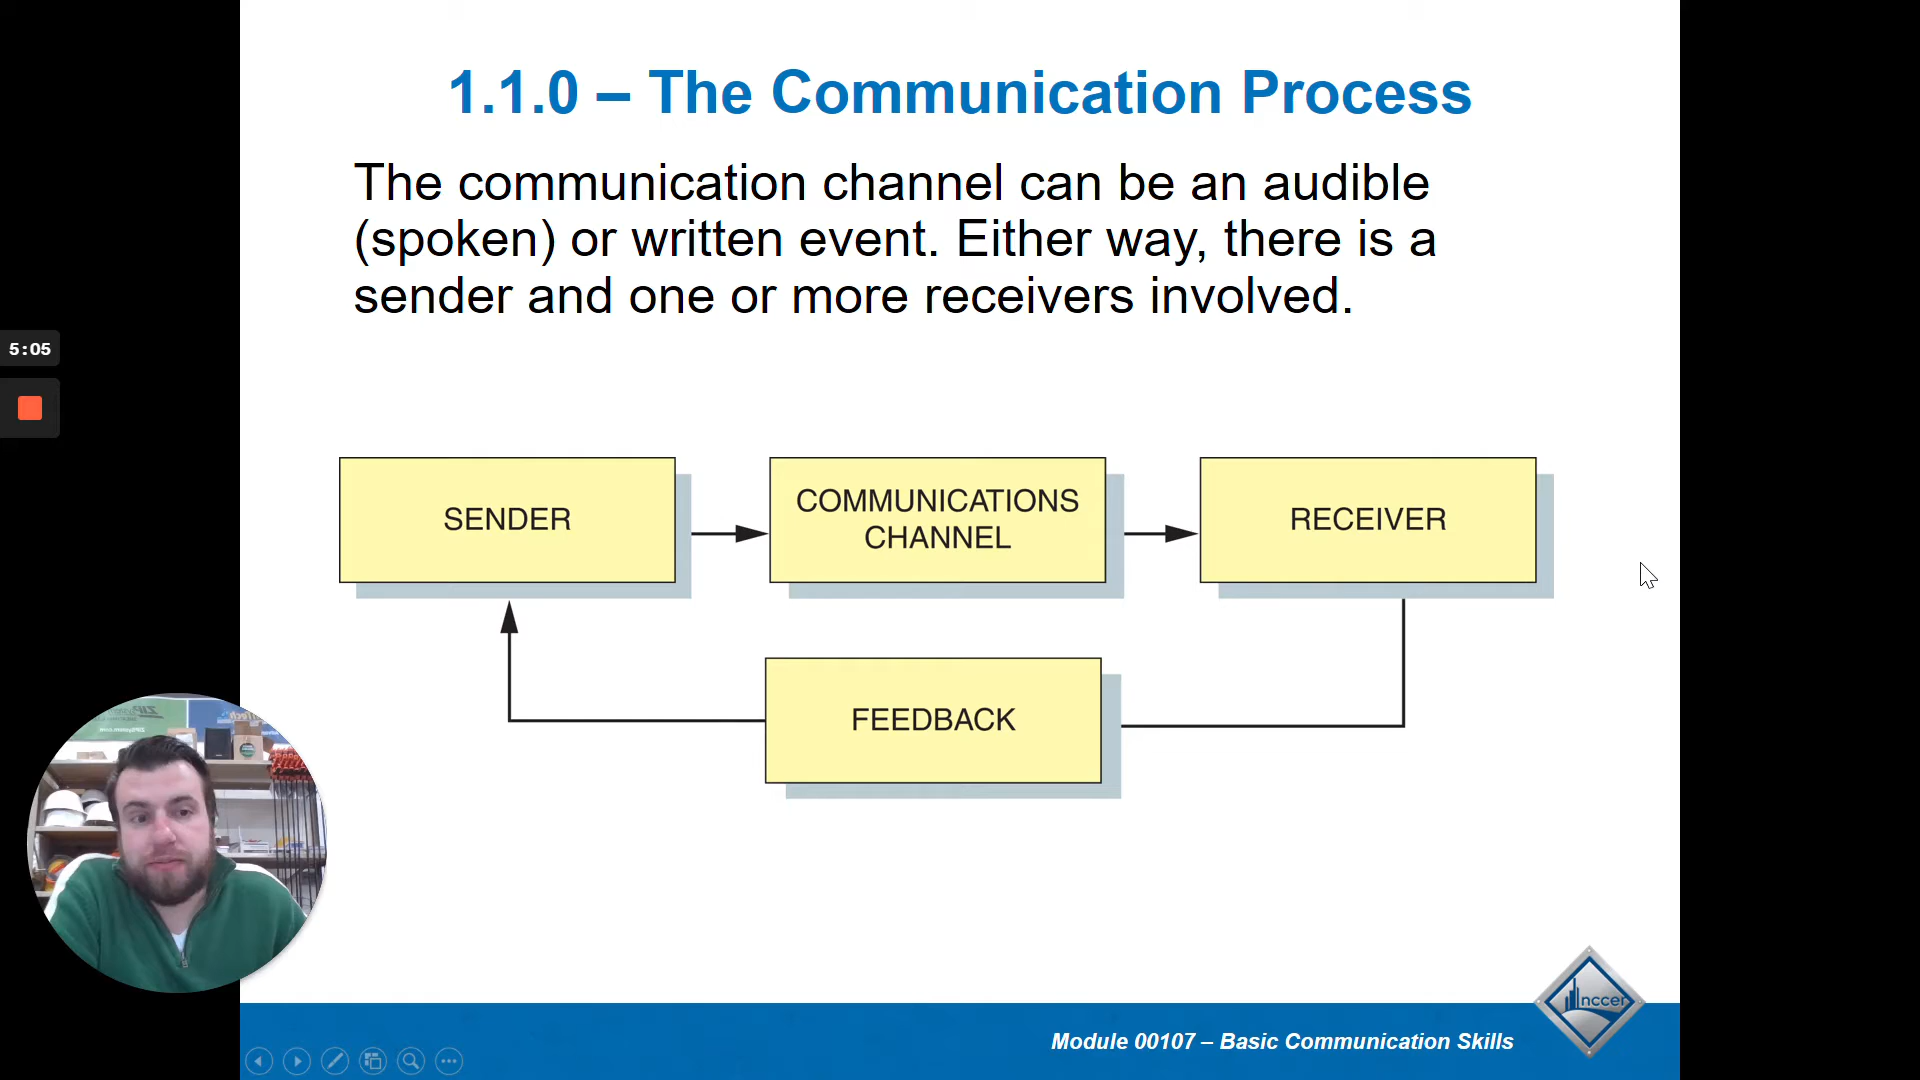 1.1.0 – The Communication Process
The communication channel can be an audible
(spoken) or written event. Either way, there is a
sender and one or more receivers involved.
5:05
SENDER
COMMUNICATIONS
CHANNEL
RECEIVER
FEEDBACK
nccer
Module 00107 – Basic Communication Skills